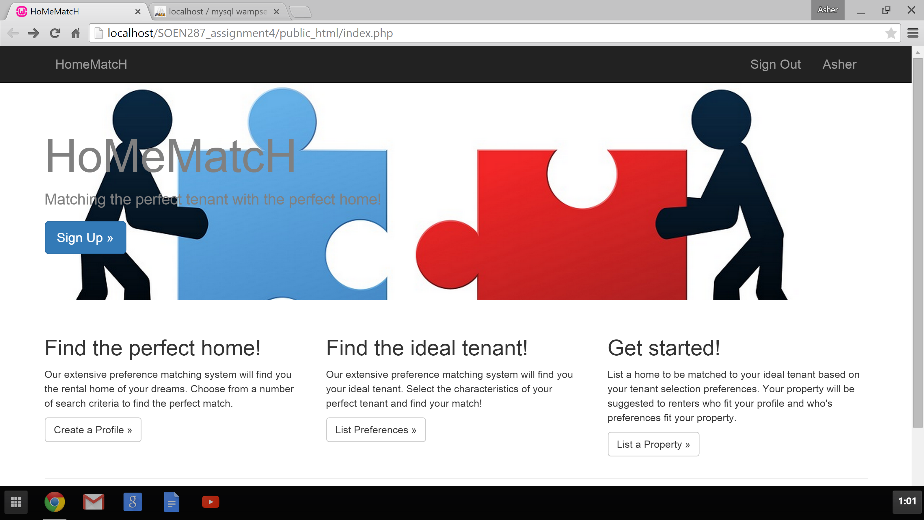 HoMeMatcH
localhost / mysql wampse
Asher
localhost/SOEN287_assignment4/public_html/index.php
HomeMatcH
Sign Out
Asher
HoMeMatcH
Matching the perfect tenant with the perfect home!
Sign Up »
Find the perfect home!
Our extensive preference matching system will find you
the rental home of your dreams. Choose from a number
of search criteria to find the perfect match.
Create a Profile »
Find the ideal tenant!
Our extensive preference matching system will find you
your ideal tenant. Select the characteristics of your
perfect tenant and find your match!
List Preferences »
Get started!
List a home to be matched to your ideal tenant based on
your tenant selection preferences. Your property will be
suggested to renters who fit your profile and who's
preferences fit your property.
List a Property »
1:01